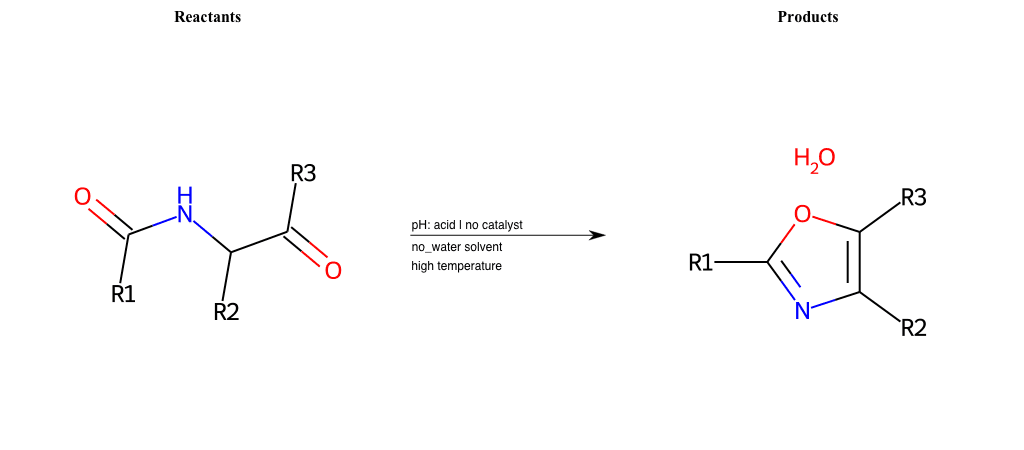 Reactants
Products
O
H
N
R3
O
R1
R2
pH: acid | no catalyst
no_water solvent
high temperature
H2O
O
R3
R1
N
R2